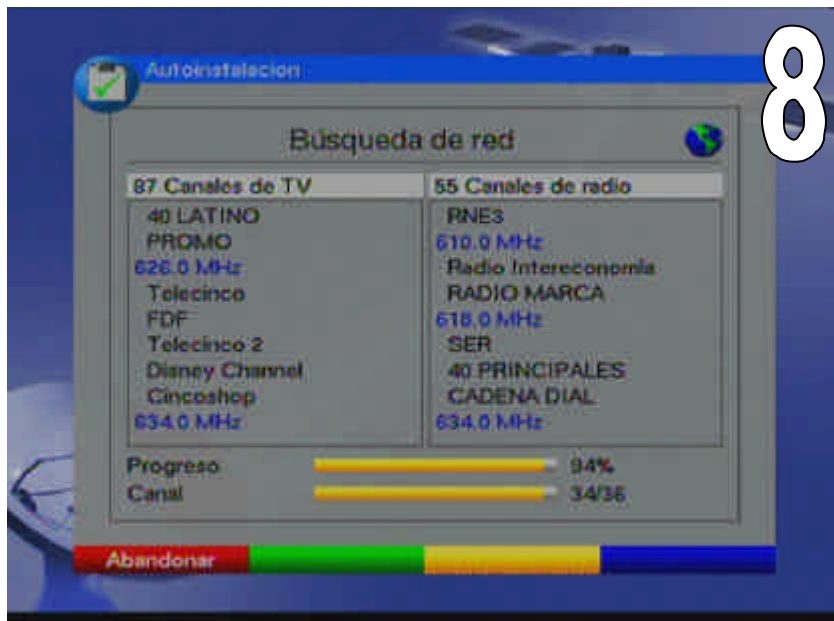 8
Autoinstalacion
Búsqueda de red
87 Canales de TV
40 LATINO
PROMO
626.0 MHz
Telecinco
FDF
Telecinco 2
Disney Channel
Cincoshop
634.0 MHz
55 Canales de radio
RNE3
610.0 MHz
Radio Intereconomia
RADIO MARCA
618.0 MHz
SER
40 PRINCIPALES
CADENA DIAL
634.0 MHz
Progreso 94%
Canal 34/36
Abandonar